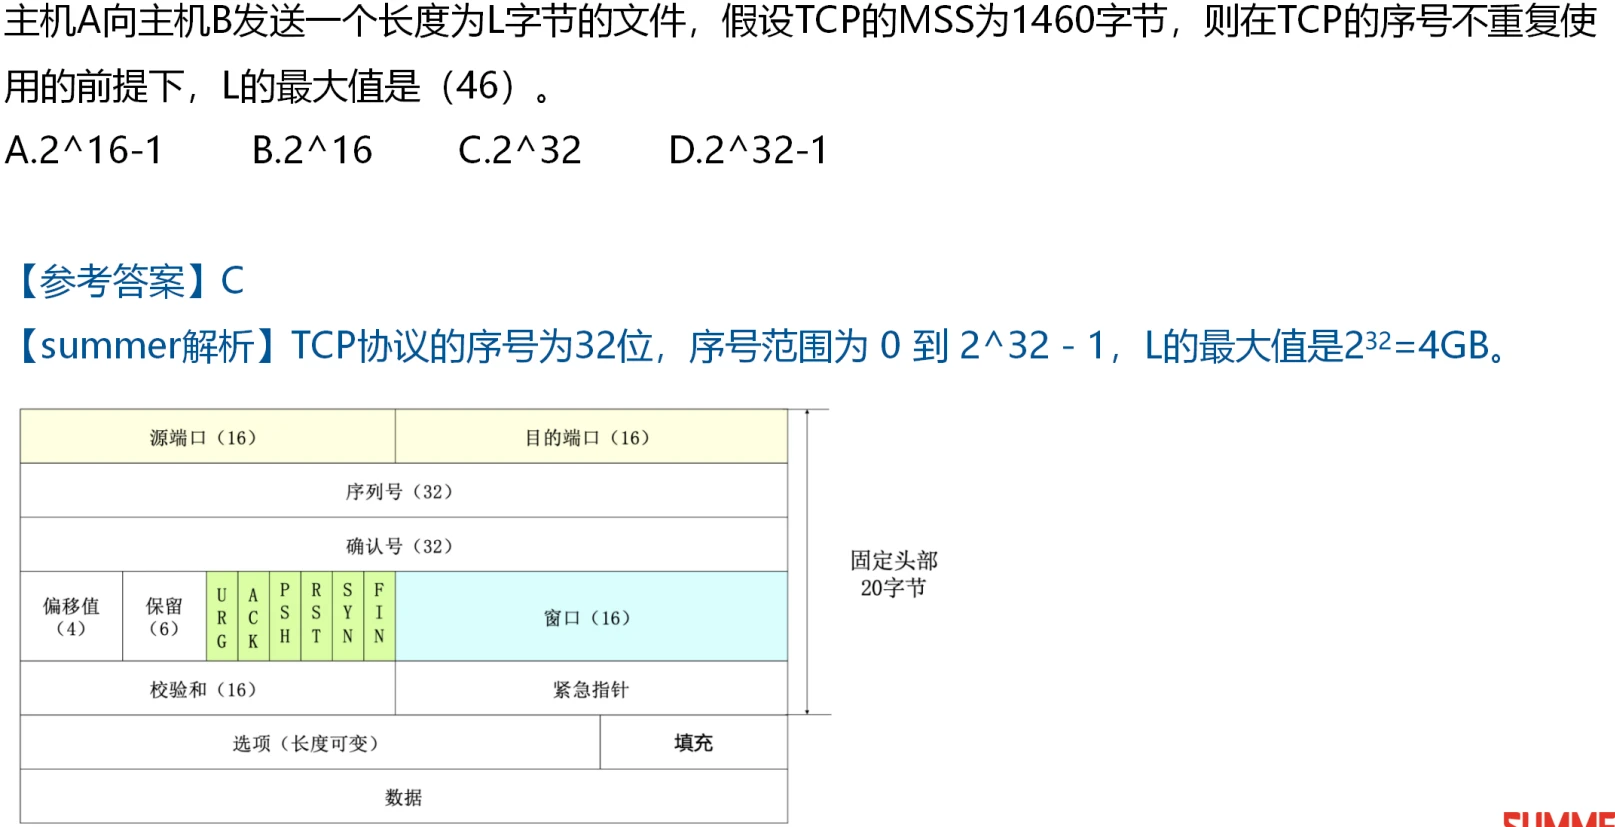 主机A向主机B发送一个长度为L字节的文件，假设TCP的MSS为1460字节，则在TCP的序号不重复使
用的前提下，L的最大值是（46）。
A.2^16-1 B.2^16 C.2^32 D.2^32-1
【参考答案】C
【summer解析】TCP协议的序号为32位，序号范围为 0 到 2^32 - 1，L的最大值是2³²=4GB。
源端口（16） 目的端口（16）
序列号（32）
确认号（32）
固定头部
20字节
偏移值
（4）
保留
（6）
URG
ACK
PSH
RST
SYN
FIN
窗口（16）
校验和（16） 紧急指针
选项（长度可变） 填充
数据